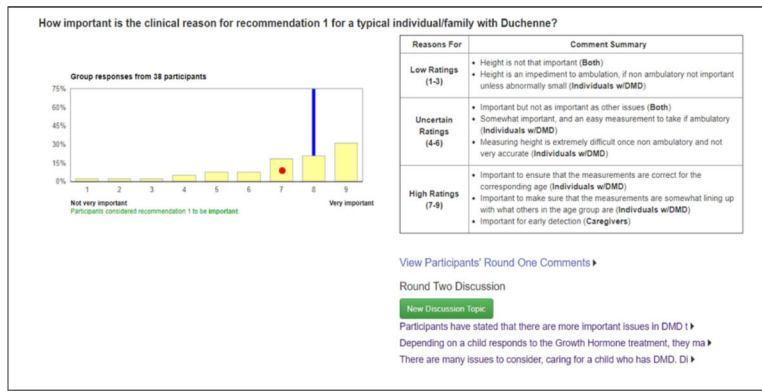 How important is the clinical reason for recommendation 1 for a typical individual/family with Duchenne?
Group responses from 38 participants
75%
60%
45%
30%
15%
0%
1 2 3 4 5 6 7 8 9
Not very important Very important
Participants considered recommendation 1 to be important.
Reasons For Comment Summary
Low Ratings
(1-3)
• Height is not that important (Both)
• Height is an impediment to ambulation, if non ambulatory not important
unless abnormally small (Individuals w/DMD)
Uncertain
Ratings
(4-6)
• Important but not as important as other issues (Both)
• Somewhat important, and an easy measurement to take if ambulatory
(Individuals w/DMD)
• Measuring height is extremely difficult once non ambulatory and not
very accurate (Individuals w/DMD)
High Ratings
(7-9)
• Important to ensure that the measurements are correct for the
corresponding age (Individuals w/DMD)
• Important to make sure that the measurements are somewhat lining up
with what others in the age group are (Indivduals w/DMD)
• Important for early detection (Caregivers)
View Participants' Round One Comments
Round Two Discussion
New Discussion Topic
Participants have stated that there are more important issues in DMD t
Depending on a child responds to the Growth Hormone treatment, they ma
There are many issues to consider, caring for a child who has DMD. Di